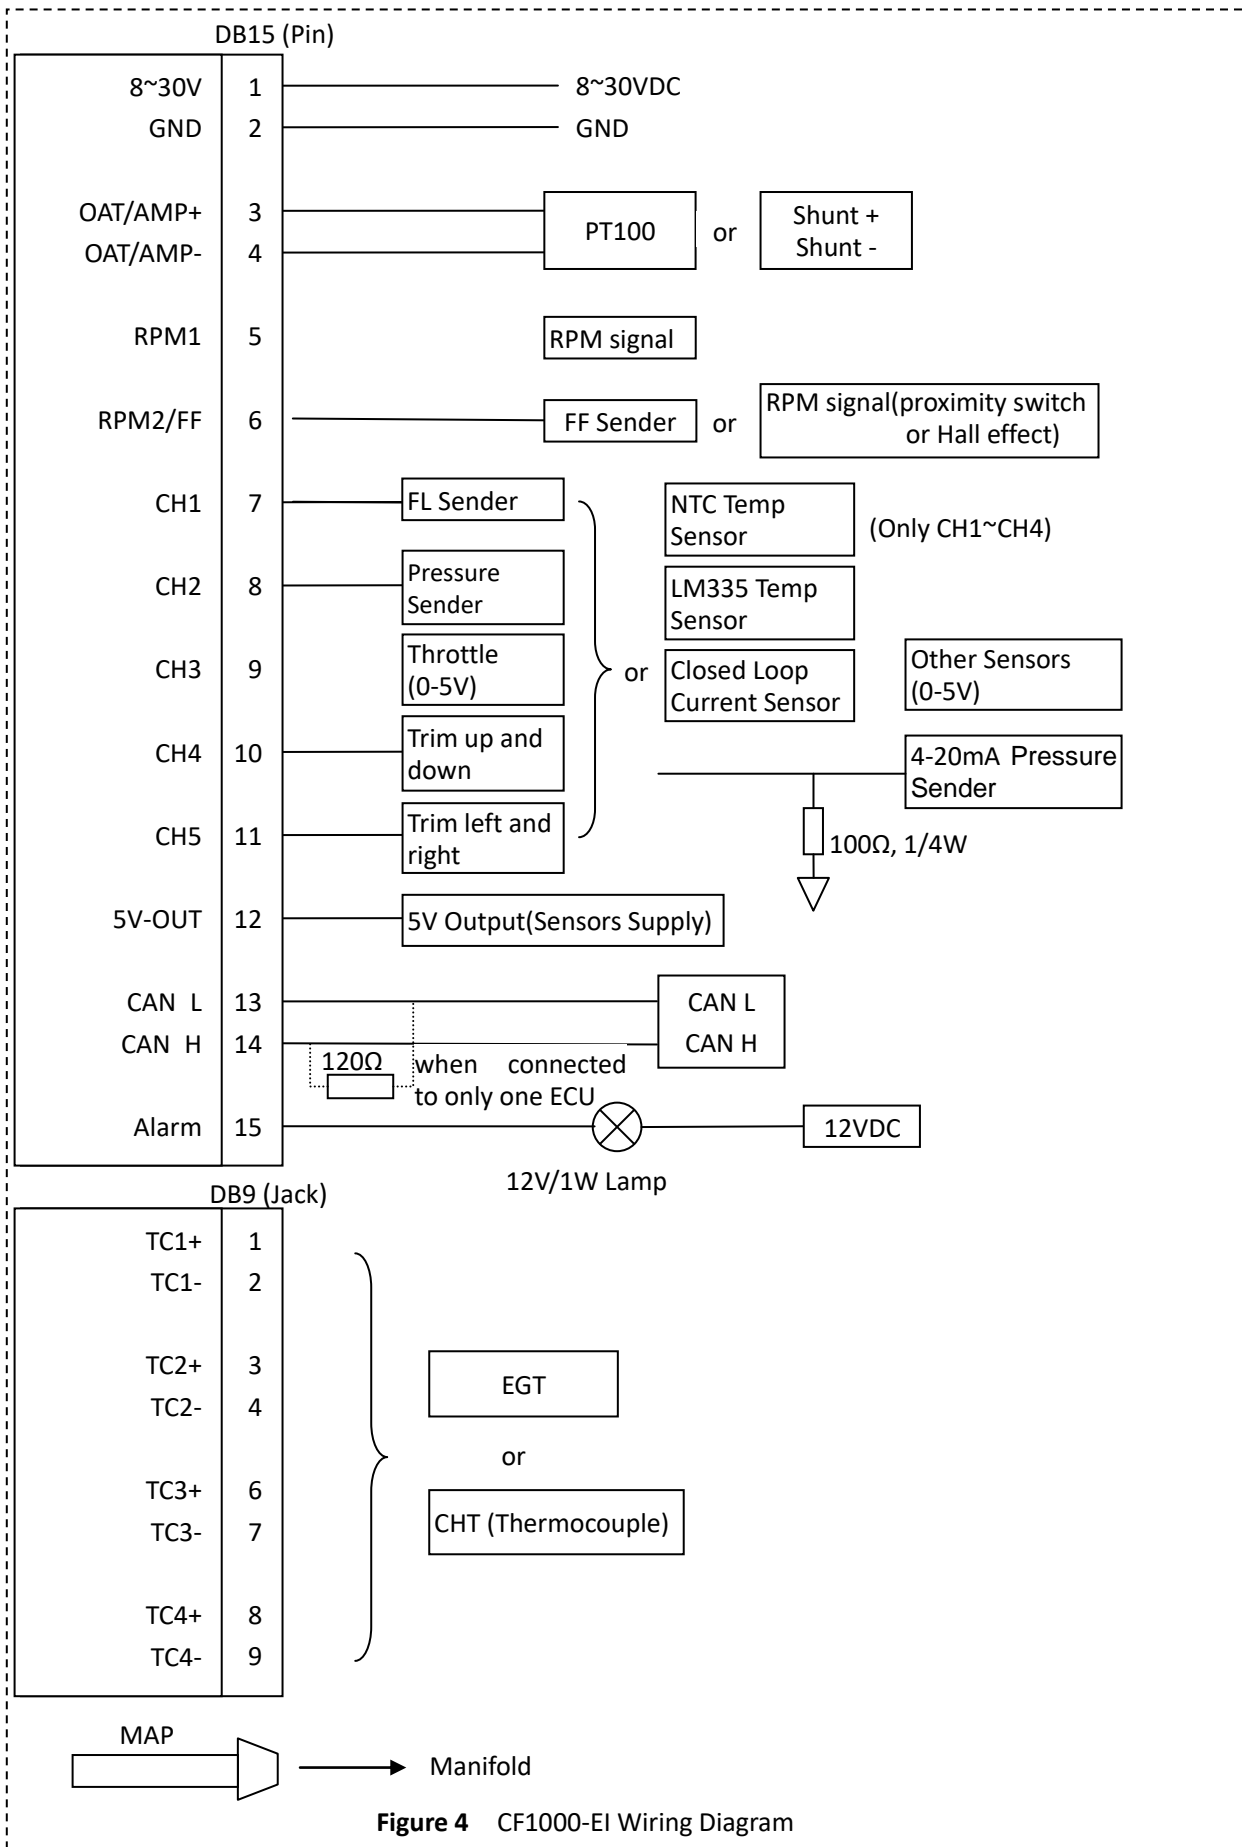 DB15 (Pin)
8~30V 1 8~30VDC
GND 2 GND
OAT/AMP+ 3
OAT/AMP- 4
PT100 or
Shunt +
Shunt -
RPM1 5 RPM signal
RPM2/FF 6 FF Sender or
RPM signal(proximity switch
or Hall effect)
CH1 7 FL Sender
NTC Temp
Sensor
(Only CH1~CH4)
CH2 8
Pressure
Sender
LM335 Temp
Sensor
CH3 9
Throttle
(0-5V)
or
Closed Loop
Current Sensor
Other Sensors
(0-5V)
CH4 10
Trim up and
down
4-20mA Pressure
Sender
CH5 11
Trim left and
right
100Ω, 1/4W
5V-OUT 12 5V Output(Sensors Supply)
CAN L 13 CAN L
CAN H 14 CAN H
120Ω
when connected
to only one ECU
Alarm 15 12VDC
12V/1W Lamp
DB9 (Jack)
TC1+ 1
TC1- 2
TC2+ 3
TC2- 4
EGT
or
TC3+ 6
TC3- 7
CHT (Thermocouple)
TC4+ 8
TC4- 9
MAP
Manifold
Figure 4 CF1000-EI Wiring Diagram